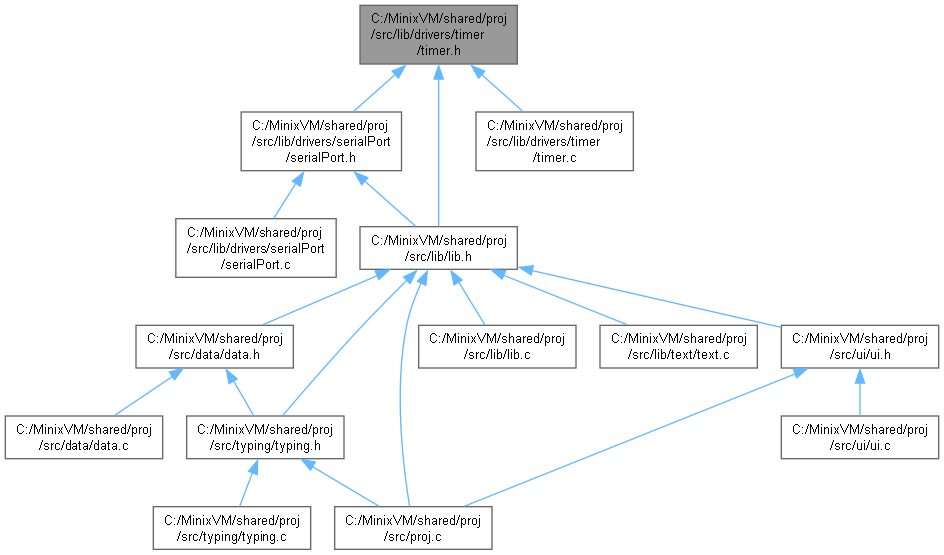 C:/MinixVM/shared/proj
/src/lib/drivers/timer
/timer.h
C:/MinixVM/shared/proj
/src/lib/drivers/serialPort
/serialPort.h
C:/MinixVM/shared/proj
/src/lib/drivers/timer
/timer.c
C:/MinixVM/shared/proj
/src/lib/drivers/serialPort
/serialPort.c
C:/MinixVM/shared/proj
/src/lib/lib.h
C:/MinixVM/shared/proj
/src/data/data.h
C:/MinixVM/shared/proj
/src/lib/lib.c
C:/MinixVM/shared/proj
/src/lib/text/text.c
C:/MinixVM/shared/proj
/src/ui/ui.h
C:/MinixVM/shared/proj
/src/data/data.c
C:/MinixVM/shared/proj
/src/typing/typing.h
C:/MinixVM/shared/proj
/src/ui/ui.c
C:/MinixVM/shared/proj
/src/typing/typing.c
C:/MinixVM/shared/proj
/src/proj.c